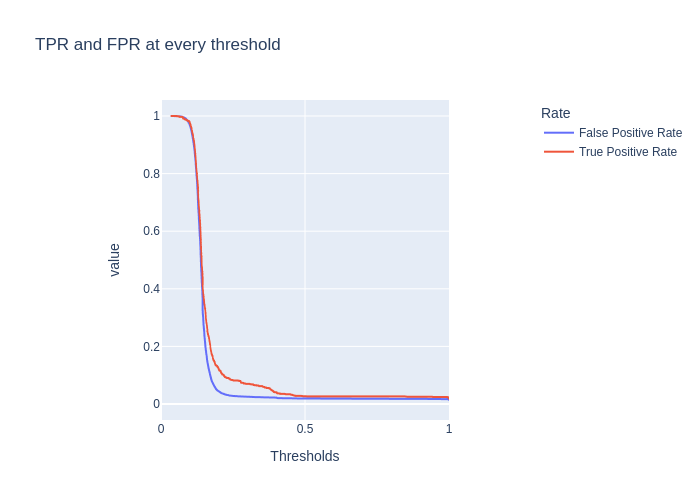 TPR and FPR at every threshold
Rate
False Positive Rate
True Positive Rate
value
1
0.8
0.6
0.4
0.2
0
0
0.5
1
Thresholds